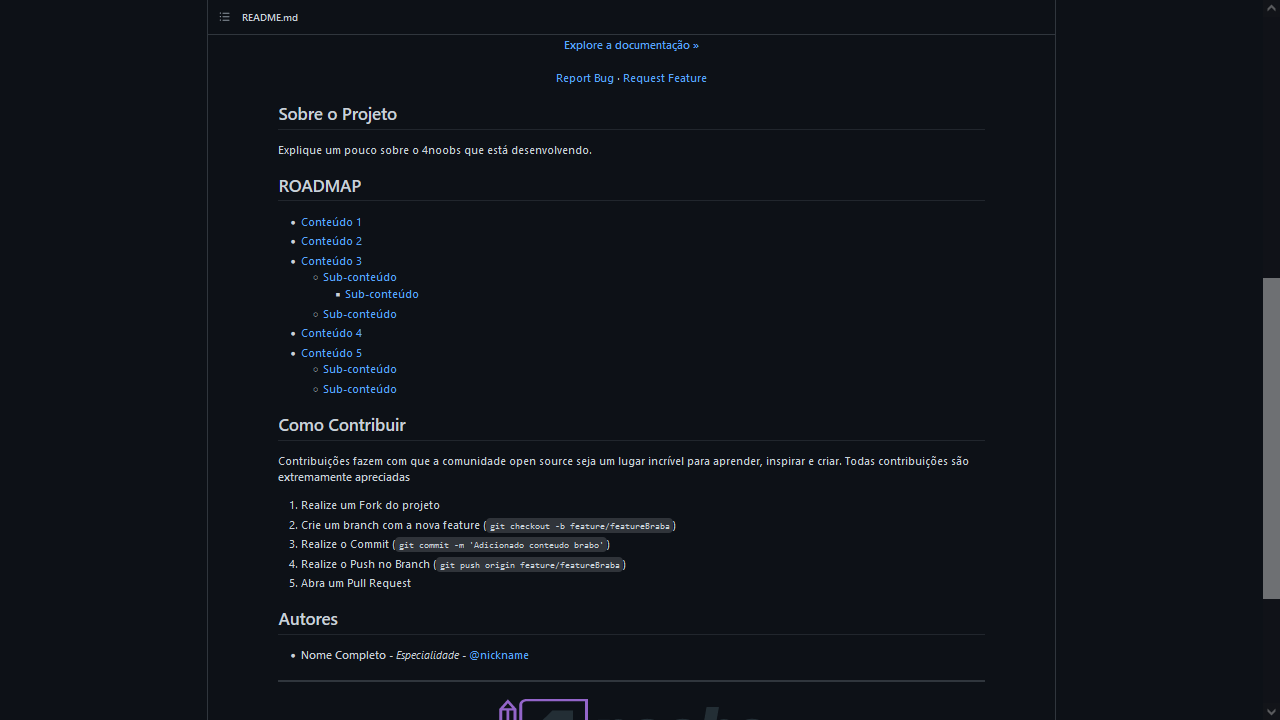 README.md
Explore a documentação »
Report Bug · Request Feature
Sobre o Projeto
Explique um pouco sobre o 4noobs que está desenvolvendo.
ROADMAP
Conteúdo 1
Conteúdo 2
Conteúdo 3
Sub-conteúdo
Sub-conteúdo
Sub-conteúdo
Conteúdo 4
Conteúdo 5
Sub-conteúdo
Sub-conteúdo
Como Contribuir
Contribuições fazem com que a comunidade open source seja um lugar incrível para aprender, inspirar e criar. Todas contribuições são
extremamente apreciadas
1. Realize um Fork do projeto
2. Crie um branch com a nova feature (git checkout -b feature/featureBraba)
3. Realize o Commit (git commit -m 'Adicionado conteudo brabo')
4. Realize o Push no Branch (git push origin feature/featureBraba)
5. Abra um Pull Request
Autores
Nome Completo - Especialidade - @nickname